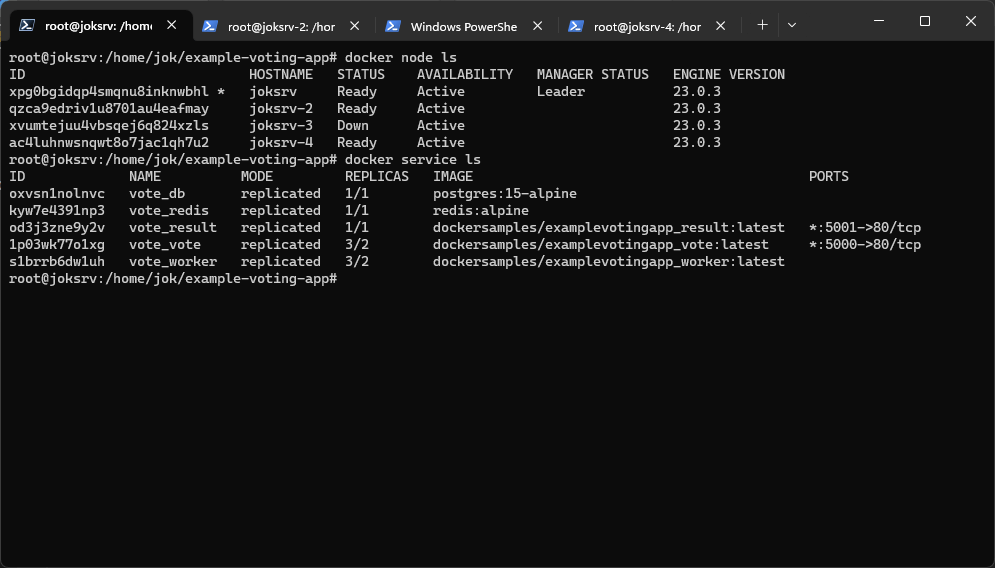 root@joksrv: /home
root@joksrv-2: /hor
Windows PowerShe
root@joksrv-4: /hor
root@joksrv:/home/jok/example-voting-app# docker node ls
ID HOSTNAME STATUS AVAILABILITY MANAGER STATUS ENGINE VERSION
xpg0bgidqp4smqnu8inknwbhl * joksrv Ready Active Leader 23.0.3
qzca9edriv1u8701au4eafmay joksrv-2 Ready Active 23.0.3
xvumtejuu4vbsqej6q824xzls joksrv-3 Down Active 23.0.3
ac4luhnwsnqwt8o7jac1qh7u2 joksrv-4 Ready Active 23.0.3
root@joksrv:/home/jok/example-voting-app# docker service ls
ID NAME MODE REPLICAS IMAGE PORTS
oxvsn1nolnvc vote_db replicated 1/1 postgres:15-alpine
kyw7e4391np3 vote_redis replicated 1/1 redis:alpine
od3j3zne9y2v vote_result replicated 1/1 dockersamples/examplevotingapp_result:latest *:5001->80/tcp
1p03wk77o1xg vote_vote replicated 3/2 dockersamples/examplevotingapp_vote:latest *:5000->80/tcp
s1brrb6dw1uh vote_worker replicated 3/2 dockersamples/examplevotingapp_worker:latest
root@joksrv:/home/jok/example-voting-app#